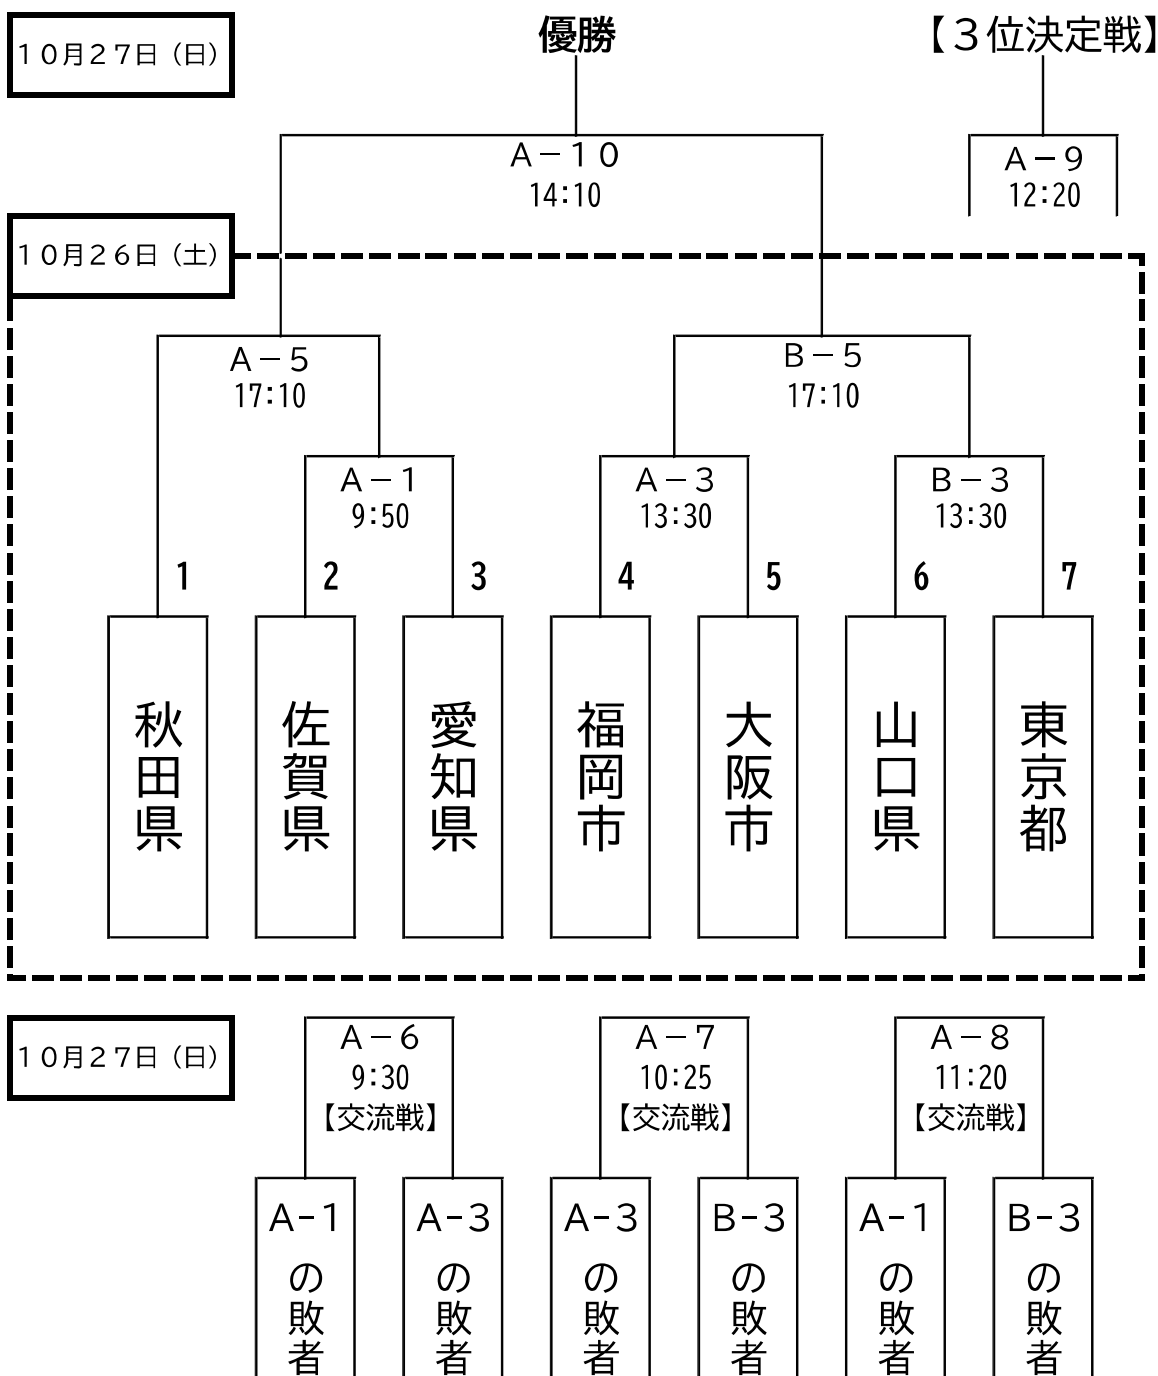 １０月２７日（日）
優勝
【３位決定戦】
Ａ－１０
14:10
Ａ－９
12:20
１０月２６日（土）
Ａ－５
17:10
Ｂ－５
17:10
Ａ－１
9:50
Ａ－３
13:30
Ｂ－３
13:30
1
2
3
4
5
6
7
秋田県
佐賀県
愛知県
福岡市
大阪市
山口県
東京都
１０月２７日（日）
Ａ－６
9:30
【交流戦】
Ａ－７
10:25
【交流戦】
Ａ－８
11:20
【交流戦】
A-1
の敗者
A-3
の敗者
A-3
の敗者
B-3
の敗者
A-1
の敗者
B-3
の敗者